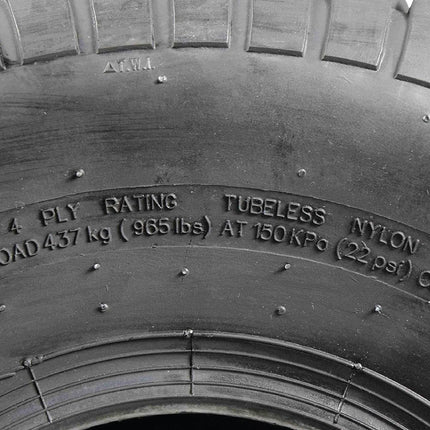 △T.W.I.
4 PLY RATING TUBELESS NYLON
OAD 437 kg (965 lbs) AT 150 KPa (22 psi) C